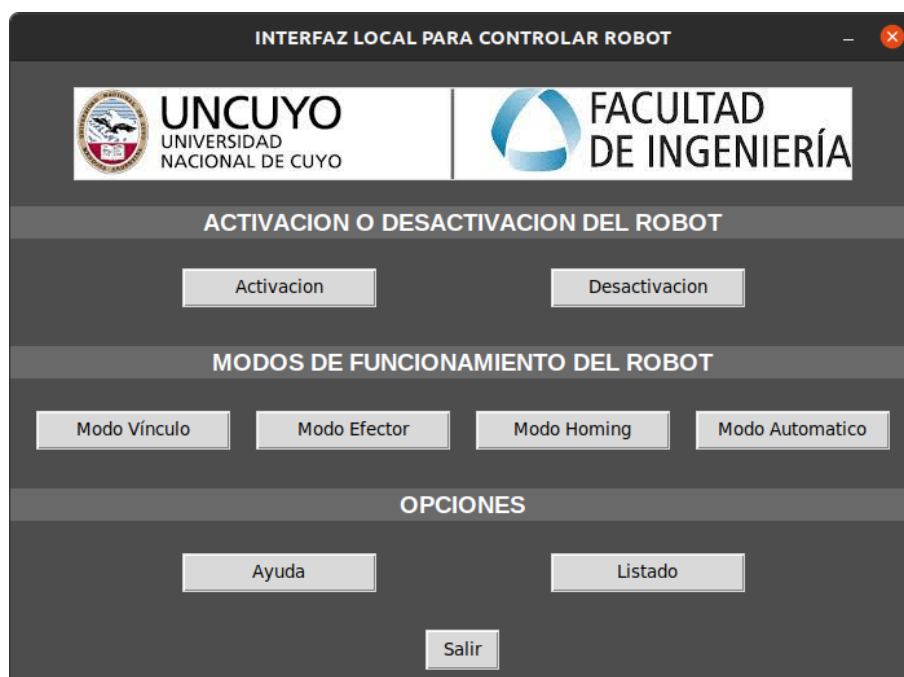 INTERFAZ LOCAL PARA CONTROLAR ROBOT
UNCUYO
UNIVERSIDAD
NACIONAL DE CUYO
FACULTAD
DE INGENIERÍA
ACTIVACION O DESACTIVACION DEL ROBOT
Activacion
Desactivacion
MODOS DE FUNCIONAMIENTO DEL ROBOT
Modo Vínculo
Modo Efector
Modo Homing
Modo Automatico
OPCIONES
Ayuda
Listado
Salir